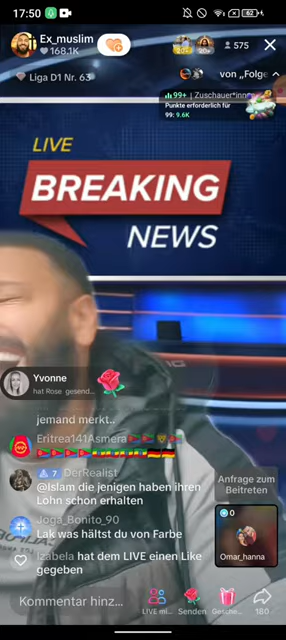 17:50
62
Ex_muslim
168.1K
20+
575
Liga D1 Nr. 63
von „Folge
99+ | Zuschauer*innen
Punkte erforderlich für
99: 9.6K
LIVE
BREAKING
NEWS
Yvonne
hat Rose gesend...
jemand merkt..
Eritrea141Asmera
7 DerRealist
@Islam die jenigen haben ihren
Lohn schon erhalten
Joga_Bonito_90
Lak was hältst du von Farbe
Izabela hat dem LIVE einen Like
gegeben
Anfrage zum
Beitreten
0
Omar_hanna
Kommentar hinz...
LIVE mi...
Senden
Gesche...
180